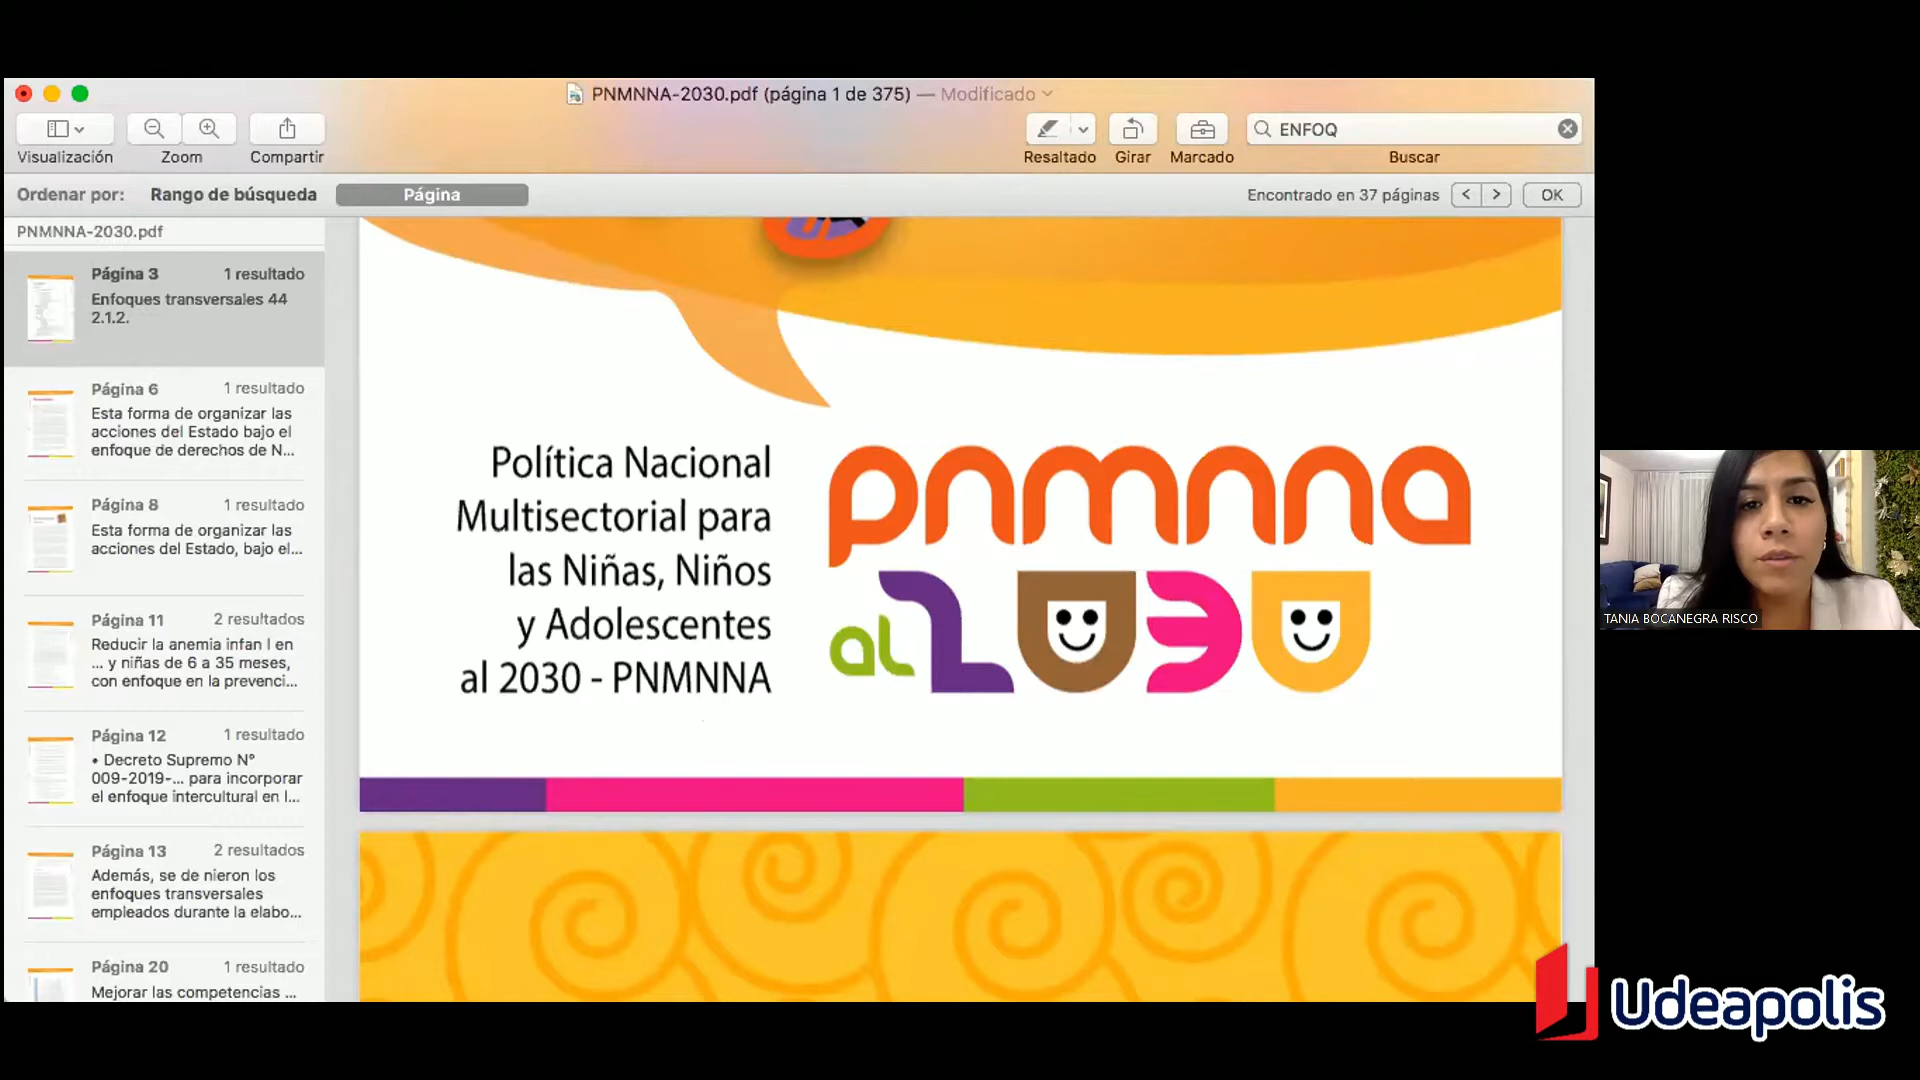 PNMNNA-2030.pdf (página 1 de 375) — Modificado
Visualización
Zoom
Compartir
Resaltado
Girar
Marcado
ENFOQ
Buscar
Ordenar por:
Rango de búsqueda
Página
Encontrado en 37 páginas
OK
PNMNNA-2030.pdf
Página 3
1 resultado
Enfoques transversales 44
2.1.2.
Página 6
1 resultado
Esta forma de organizar las
acciones del Estado bajo el
enfoque de derechos de N...
Página 8
1 resultado
Esta forma de organizar las
acciones del Estado, bajo el...
Página 11
2 resultados
Reducir la anemia infan l en
... y niñas de 6 a 35 meses,
con enfoque en la prevenci...
Página 12
1 resultado
• Decreto Supremo N°
009-2019-... para incorporar
el enfoque intercultural en l...
Página 13
2 resultados
Además, se de nieron los
enfoques transversales
empleados durante la elabo...
Página 20
1 resultado
Mejorar las competencias ...
Política Nacional
Multisectorial para
las Niñas, Niños
y Adolescentes
al 2030 - PNMNNA
pnmnna
al 2030
TANIA BOCANEGRA RISCO
Udeapolis